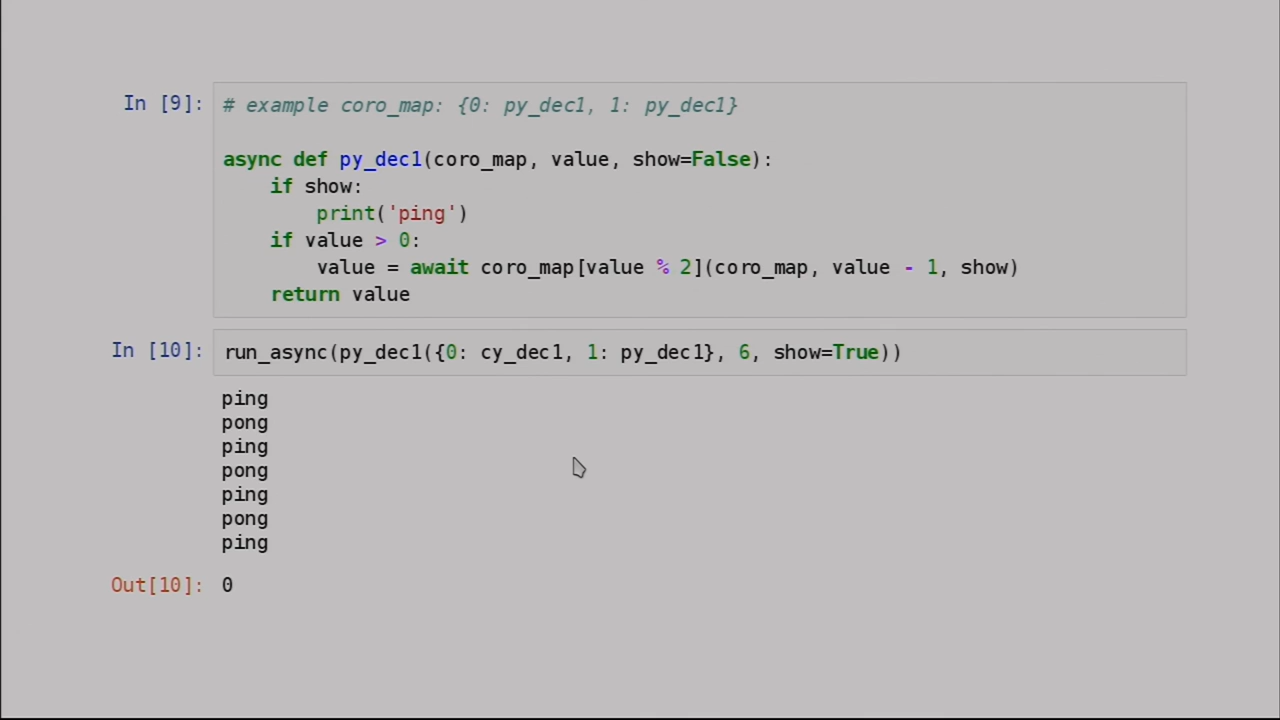 In [9]: # example coro_map: {0: py_dec1, 1: py_dec1}
async def py_dec1(coro_map, value, show=False):
    if show:
        print('ping')
    if value > 0:
        value = await coro_map[value % 2](coro_map, value - 1, show)
    return value
In [10]: run_async(py_dec1({0: cy_dec1, 1: py_dec1}, 6, show=True))
ping
pong
ping
pong
ping
pong
ping
Out[10]: 0